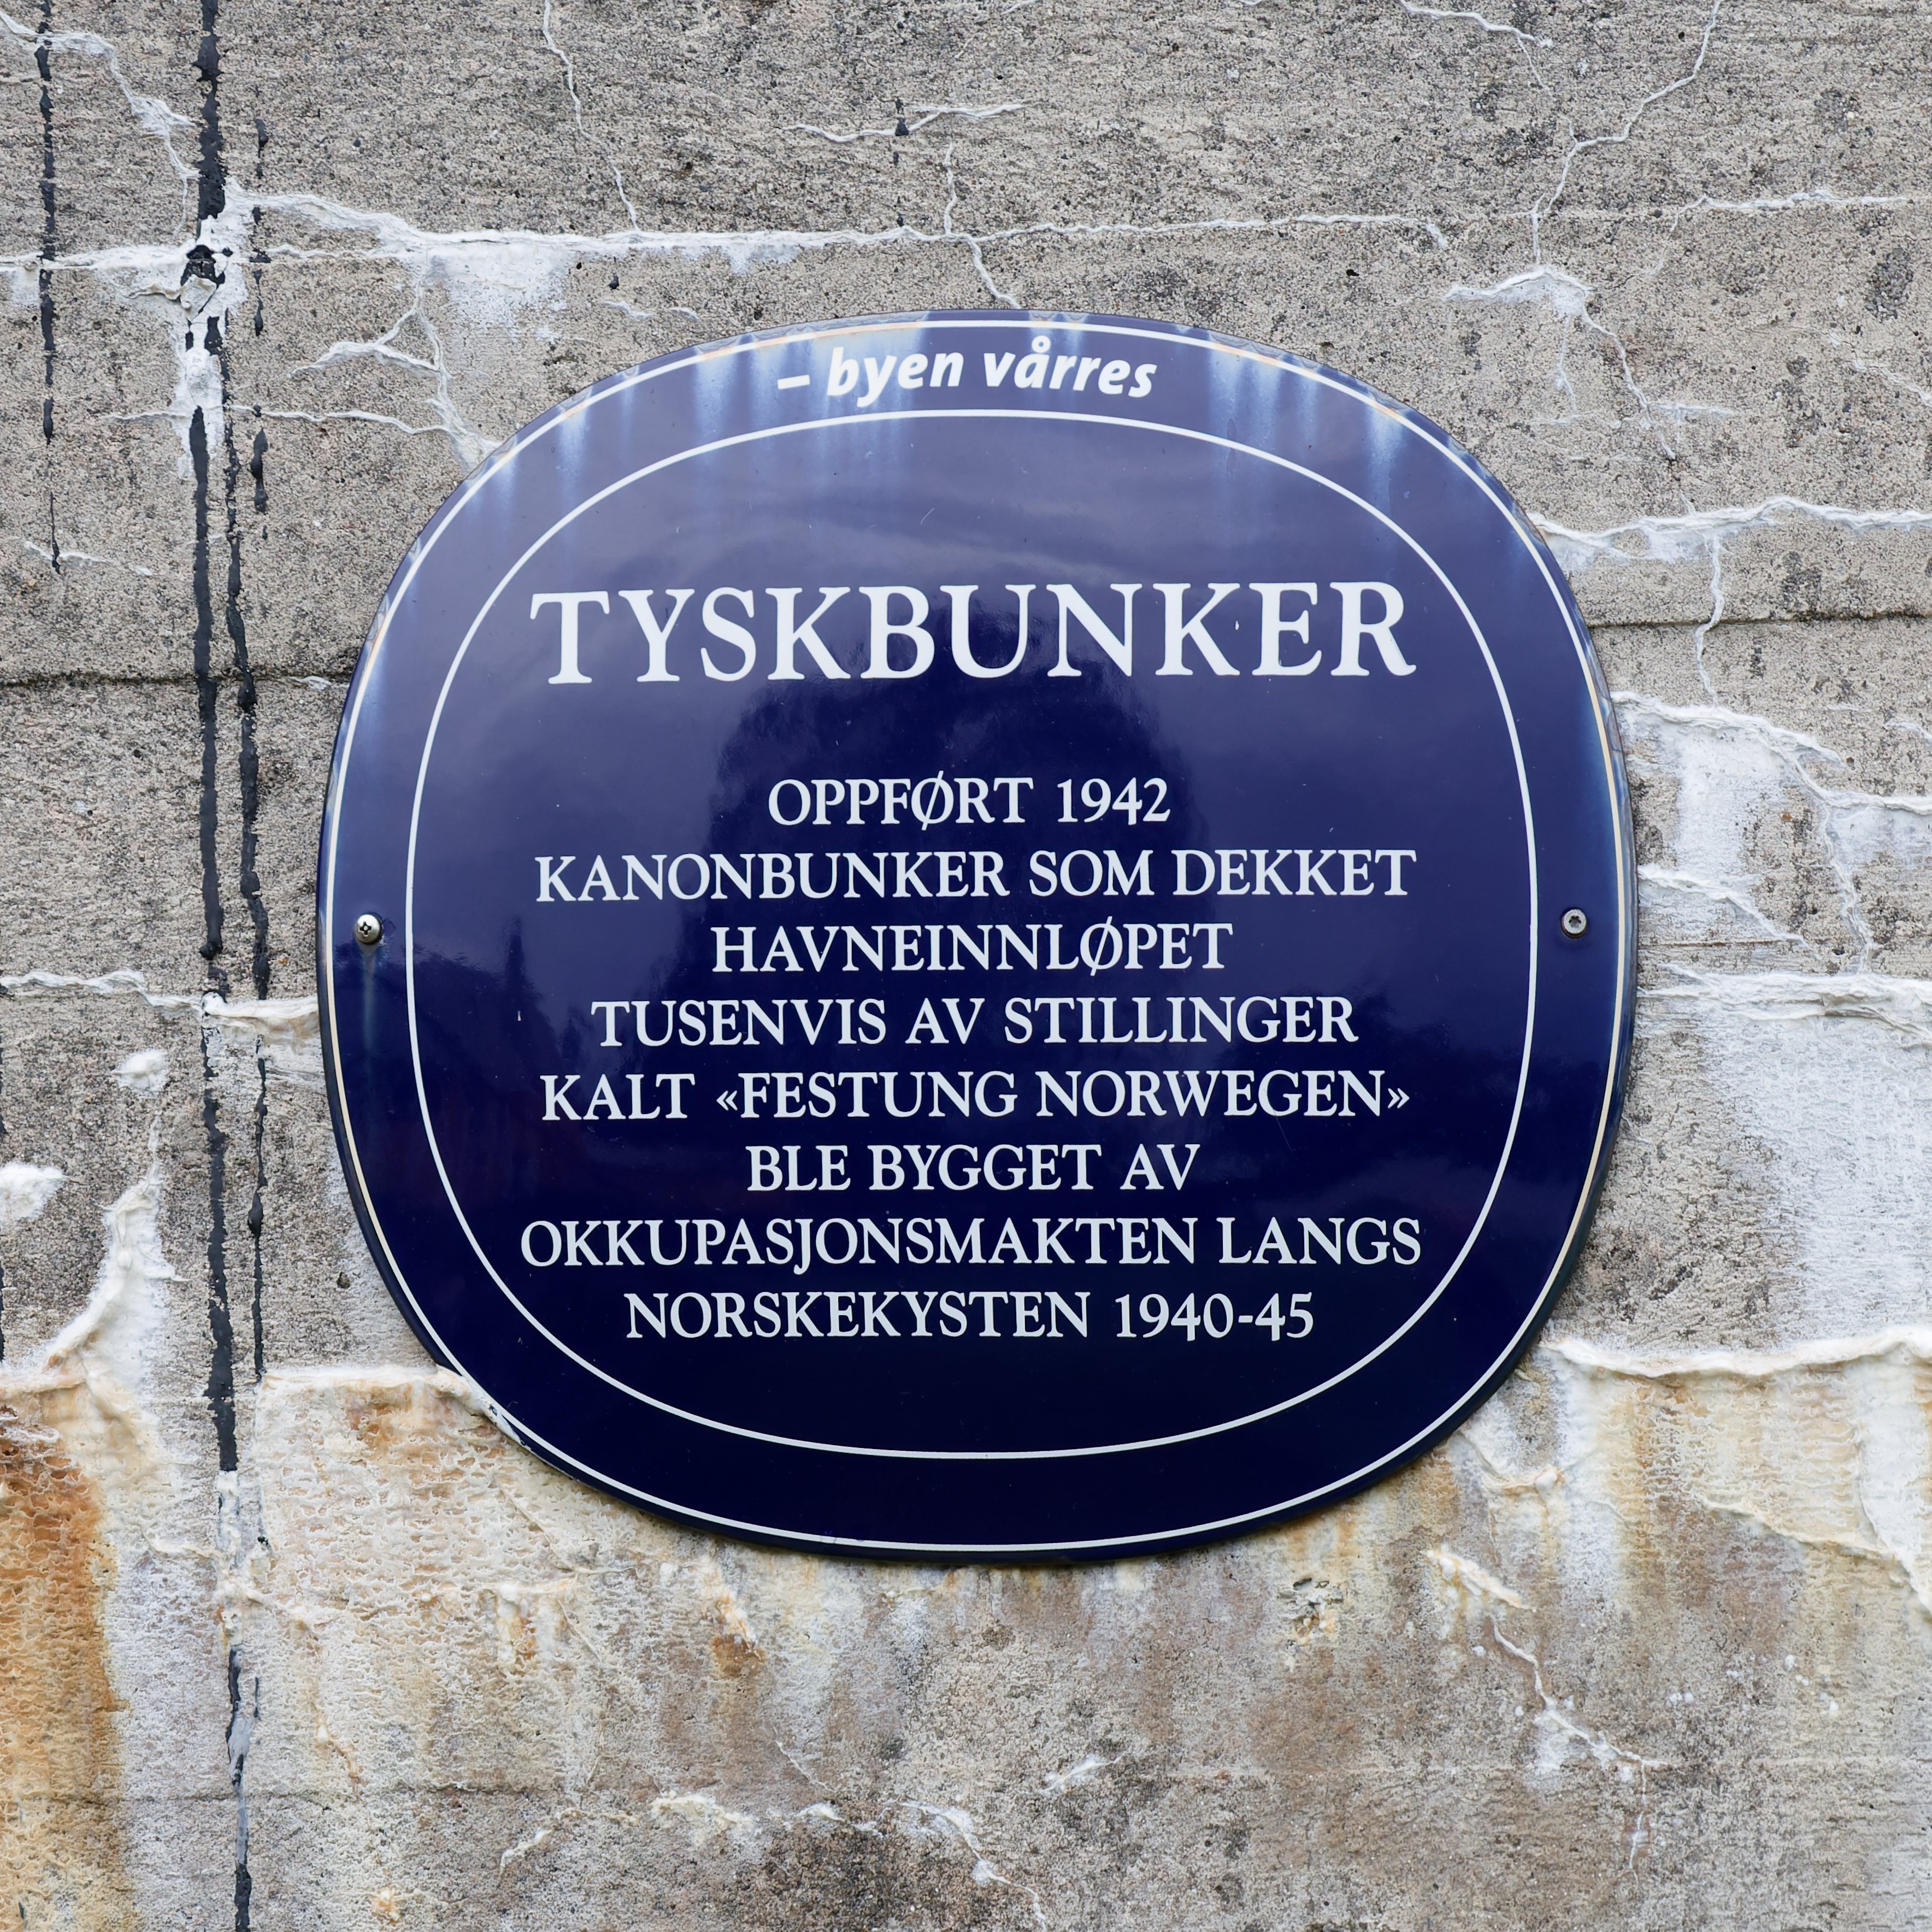 – byen vårres
TYSKBUNKER
OPPFØRT 1942
KANONBUNKER SOM DEKKET
HAVNEINNLØPET
TUSENVIS AV STILLINGER
KALT «FESTUNG NORWEGEN»
BLE BYGGET AV
OKKUPASJONSMAKTEN LANGS
NORSKEKYSTEN 1940-45